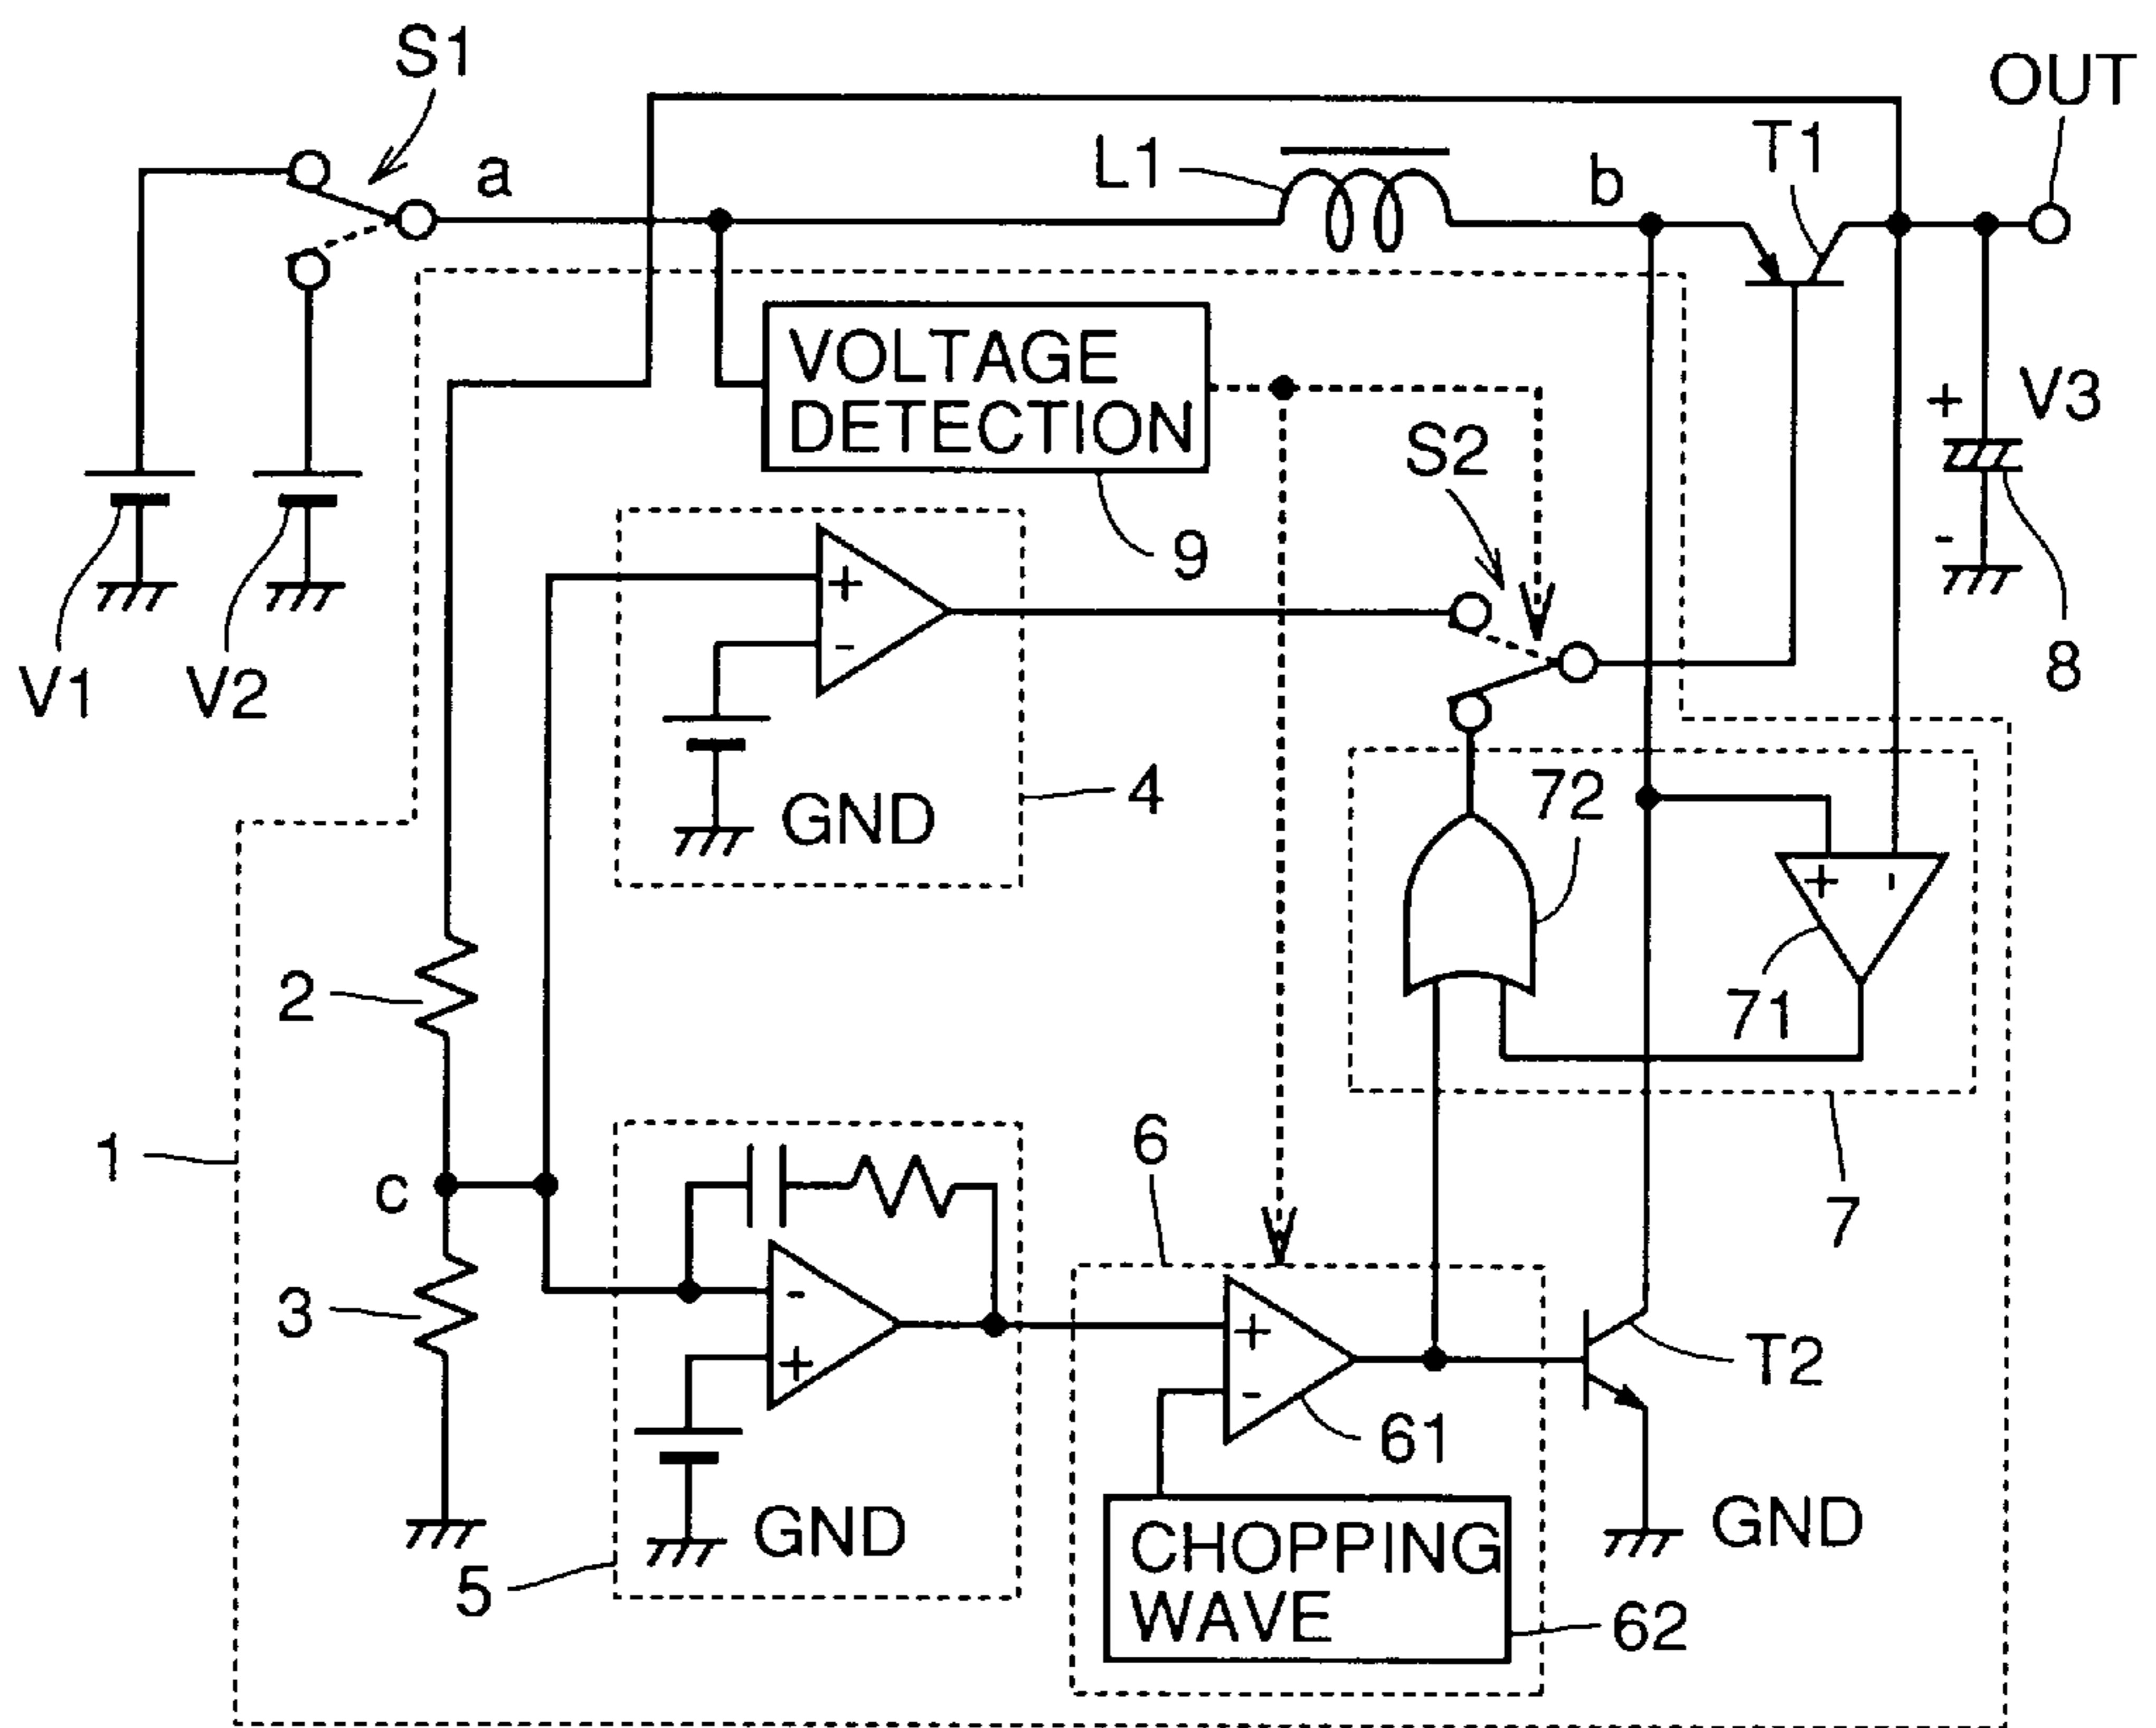 S1
OUT
a
L1
b
T1
VOLTAGE
DETECTION
S2
+ V3
-
9
V1
V2
8
+
-
GND
4
72
+ -
2
71
1
6
c
7
3
-
+
+
-
T2
61
GND
GND
5
CHOPPING
WAVE
62